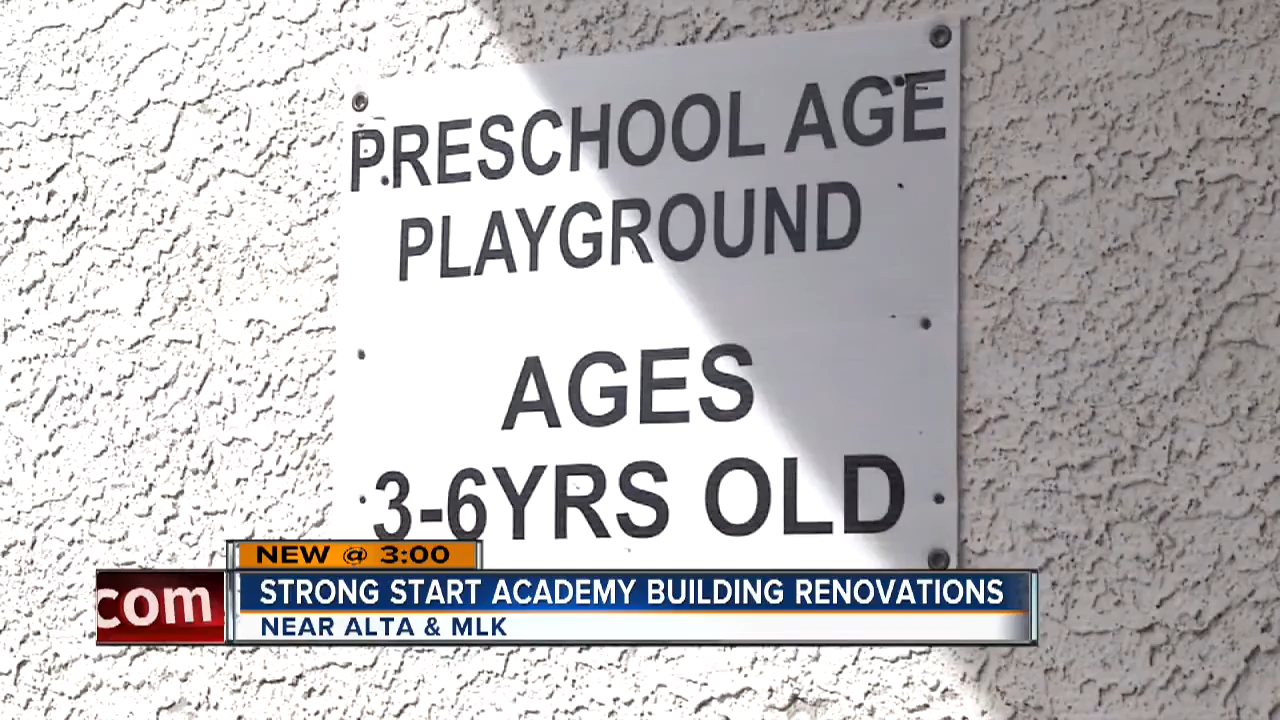 PRESCHOOL AGE
PLAYGROUND
AGES
3-6YRS OLD
NEW @ 3:00
com
STRONG START ACADEMY BUILDING RENOVATIONS
NEAR ALTA & MLK